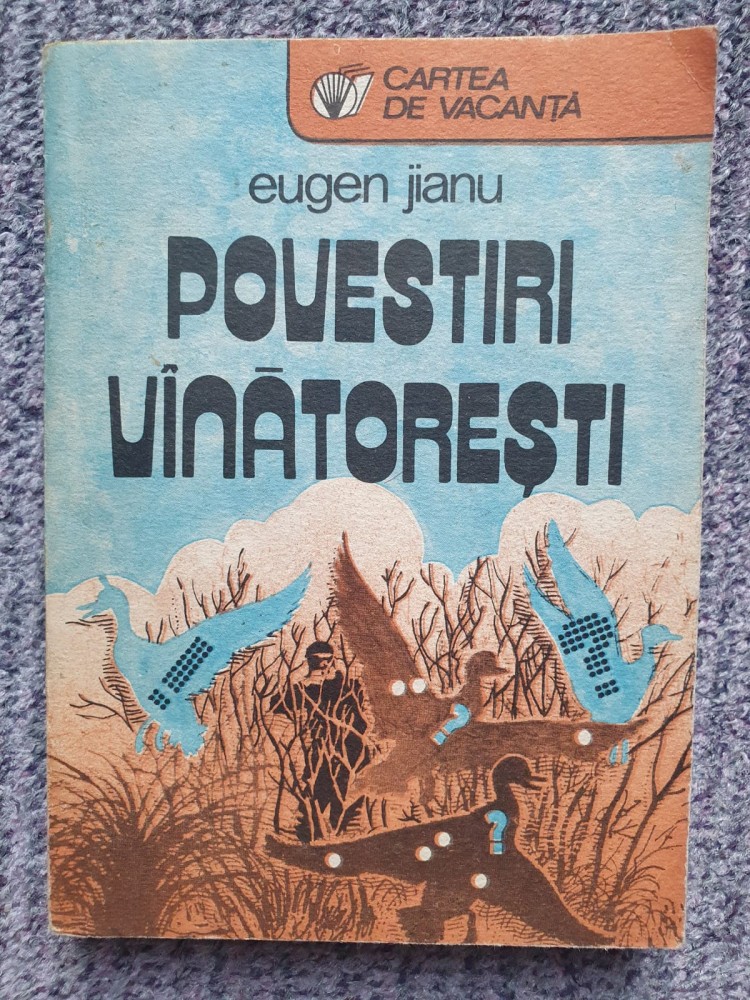 CARTEA
DE VACANȚĂ
eugen jianu
POVESTIRI
VÎNĂTOREȘTI
!
?
?
?